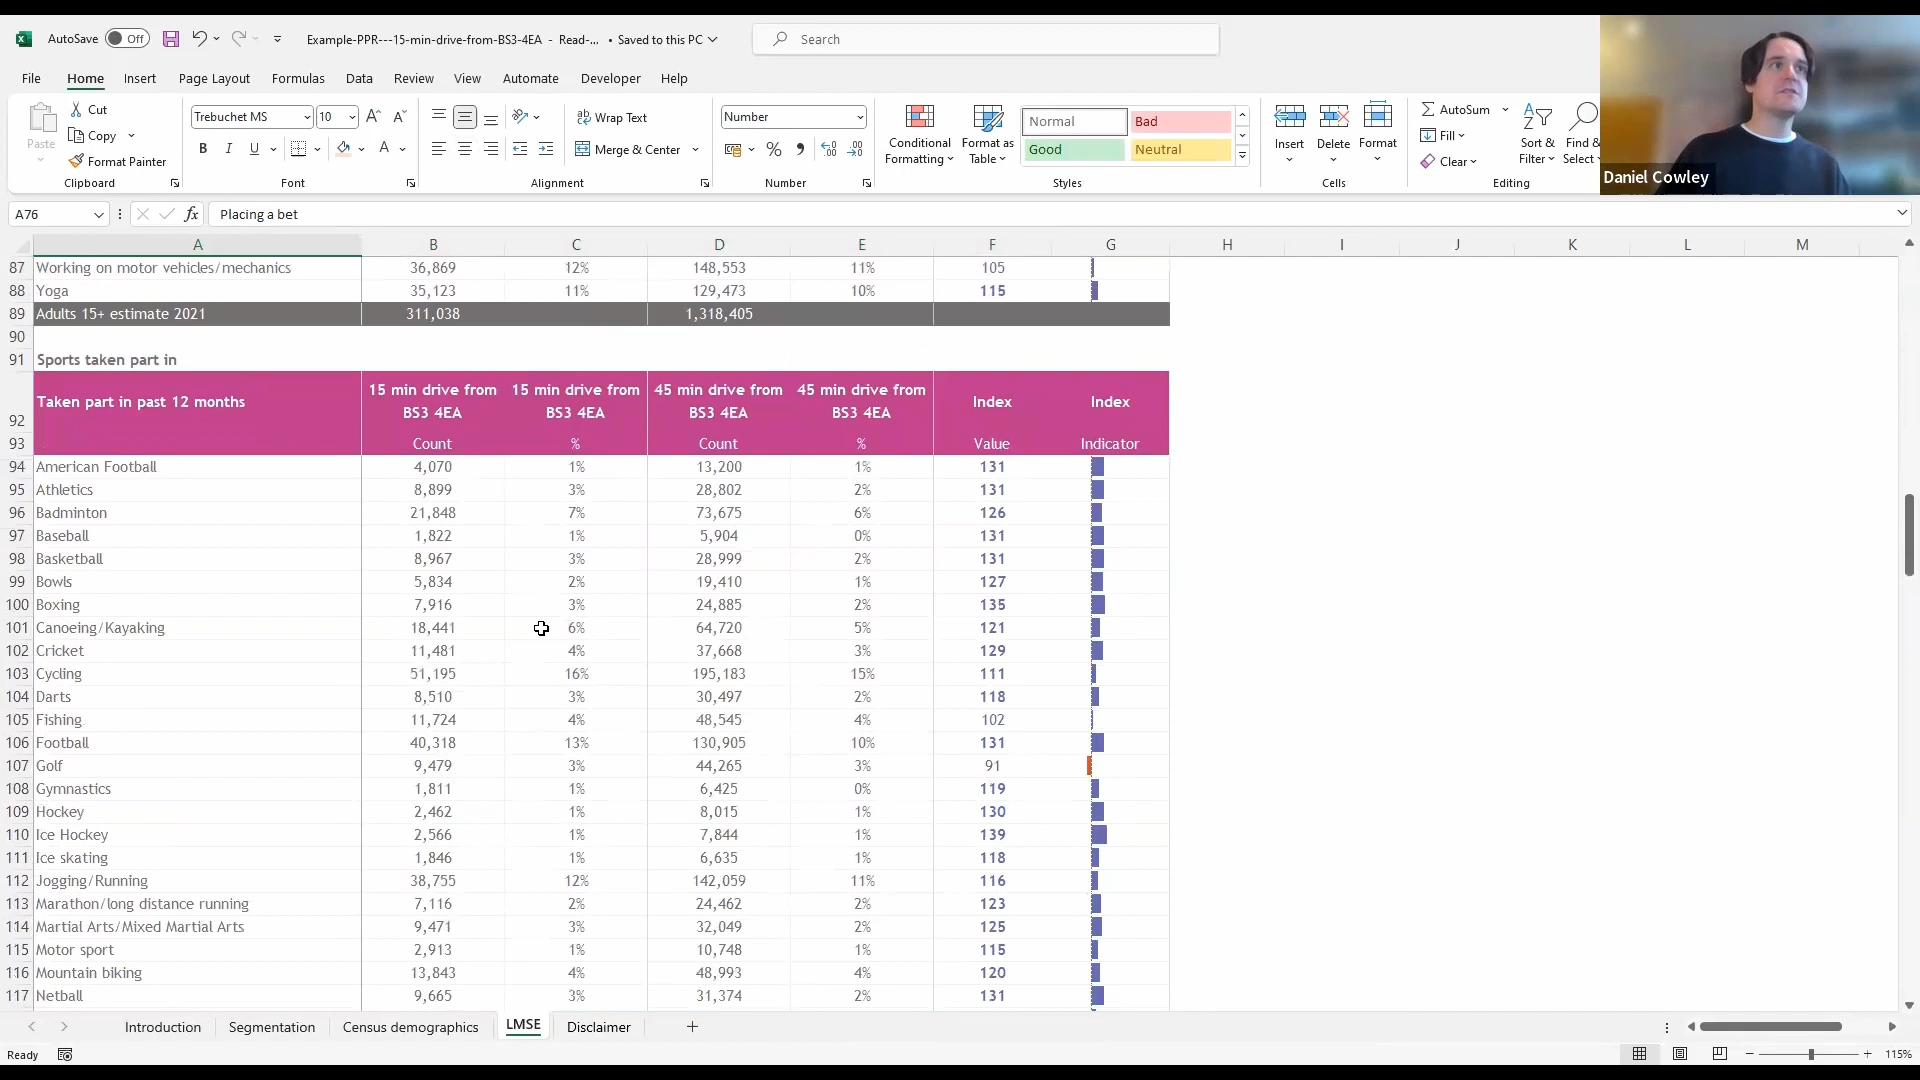 AutoSave Off Example-PPR---15-min-drive-from-BS3-4EA - Read-... • Saved to this PC Search
File Home Insert Page Layout Formulas Data Review View Automate Developer Help
Cut
Copy
Format Painter
Paste
Clipboard
Trebuchet MS 10
B I U
Font
Wrap Text
Merge & Center
Alignment
Number
%
Number
Conditional Formatting
Format as Table
Normal Bad
Good Neutral
Styles
Insert Delete Format
Cells
AutoSum
Fill
Clear
Sort & Filter
Find & Select
Editing
Daniel Cowley
A76 fx Placing a bet
A B C D E F G H I J K L M
87 Working on motor vehicles/mechanics 36,869 12% 148,553 11% 105
88 Yoga 35,123 11% 129,473 10% 115
89 Adults 15+ estimate 2021 311,038 1,318,405
90
91 Sports taken part in
92 Taken part in past 12 months 15 min drive from BS3 4EA 15 min drive from BS3 4EA 45 min drive from BS3 4EA 45 min drive from BS3 4EA Index Index
93 Count % Count % Value Indicator
94 American Football 4,070 1% 13,200 1% 131
95 Athletics 8,899 3% 28,802 2% 131
96 Badminton 21,848 7% 73,675 6% 126
97 Baseball 1,822 1% 5,904 0% 131
98 Basketball 8,967 3% 28,999 2% 131
99 Bowls 5,834 2% 19,410 1% 127
100 Boxing 7,916 3% 24,885 2% 135
101 Canoeing/Kayaking 18,441 6% 64,720 5% 121
102 Cricket 11,481 4% 37,668 3% 129
103 Cycling 51,195 16% 195,183 15% 111
104 Darts 8,510 3% 30,497 2% 118
105 Fishing 11,724 4% 48,545 4% 102
106 Football 40,318 13% 130,905 10% 131
107 Golf 9,479 3% 44,265 3% 91
108 Gymnastics 1,811 1% 6,425 0% 119
109 Hockey 2,462 1% 8,015 1% 130
110 Ice Hockey 2,566 1% 7,844 1% 139
111 Ice skating 1,846 1% 6,635 1% 118
112 Jogging/Running 38,755 12% 142,059 11% 116
113 Marathon/long distance running 7,116 2% 24,462 2% 123
114 Martial Arts/Mixed Martial Arts 9,471 3% 32,049 2% 125
115 Motor sport 2,913 1% 10,748 1% 115
116 Mountain biking 13,843 4% 48,993 4% 120
117 Netball 9,665 3% 31,374 2% 131
Introduction Segmentation Census demographics LMSE Disclaimer
Ready 115%